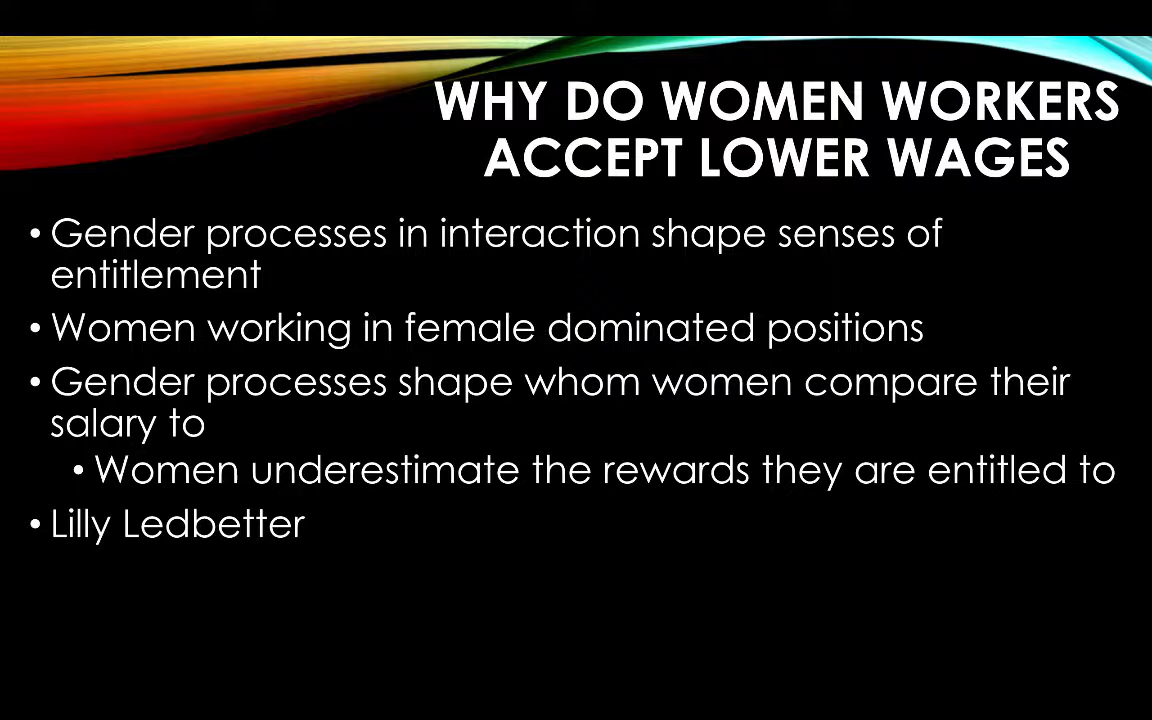 WHY DO WOMEN WORKERS
ACCEPT LOWER WAGES
• Gender processes in interaction shape senses of
entitlement
• Women working in female dominated positions
• Gender processes shape whom women compare their
salary to
• Women underestimate the rewards they are entitled to
• Lilly Ledbetter